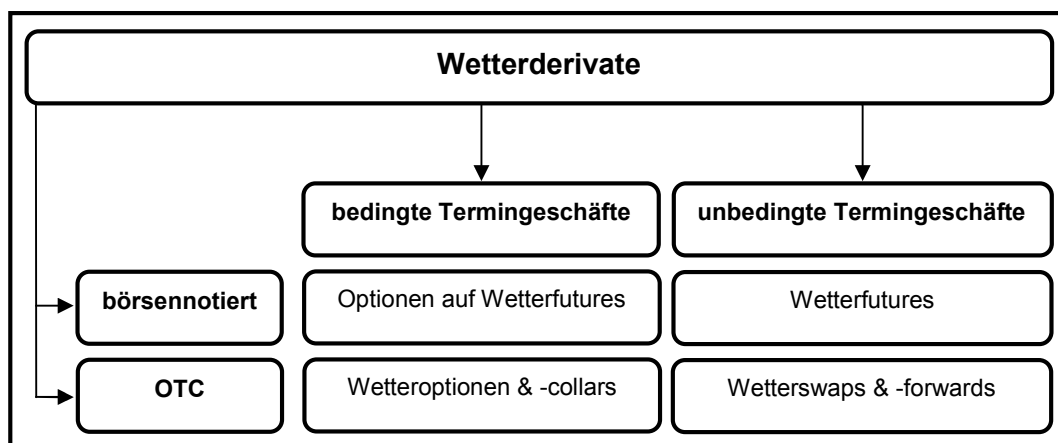 Wetterderivate
bedingte Termingeschäfte unbedingte Termingeschäfte
börsennotiert Optionen auf Wetterfutures Wetterfutures
OTC Wetteroptionen & -collars Wetterswaps & -forwards